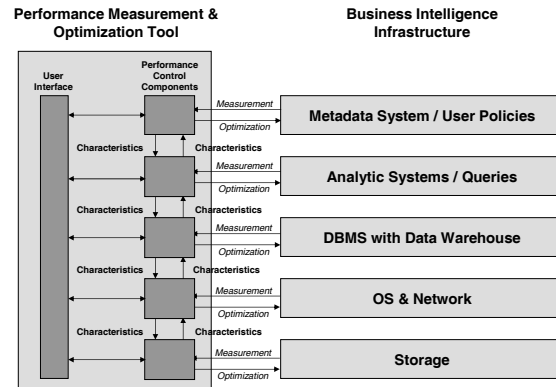 Performance Measurement &
Optimization Tool
Business Intelligence
Infrastructure
User
Interface
Performance
Control
Components
Measurement
Optimization
Metadata System / User Policies
Characteristics
Characteristics
Measurement
Optimization
Analytic Systems / Queries
Characteristics
Characteristics
Measurement
Optimization
DBMS with Data Warehouse
Characteristics
Characteristics
Measurement
Optimization
OS & Network
Characteristics
Characteristics
Measurement
Optimization
Storage